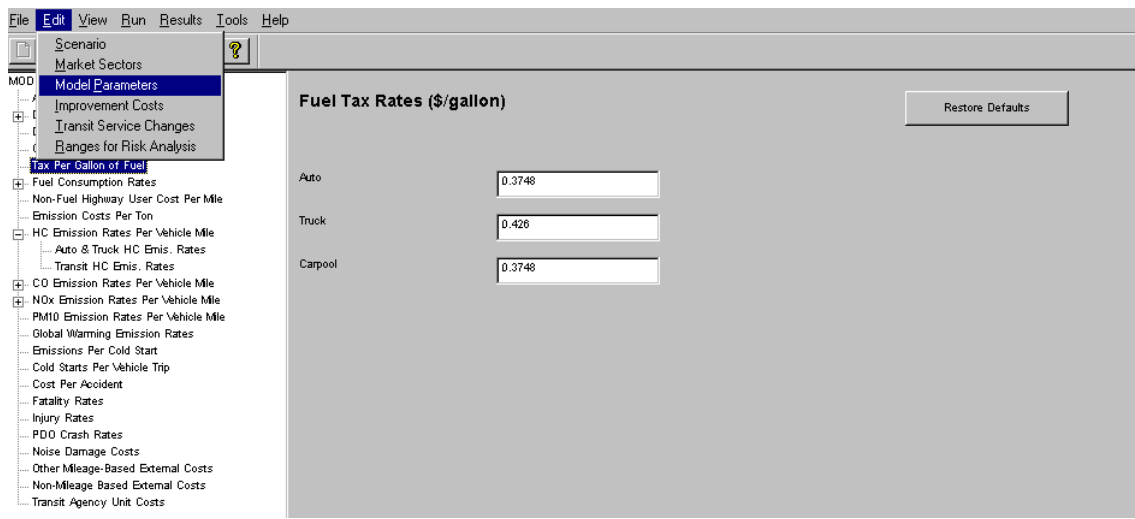 File Edit View Run Results Tools Help
Scenario
Market Sectors
Model Parameters
Improvement Costs
Transit Service Changes
Ranges for Risk Analysis
?
MOD
Tax Per Gallon of Fuel
Fuel Consumption Rates
Non-Fuel Highway User Cost Per Mile
Emission Costs Per Ton
HC Emission Rates Per Vehicle Mile
Auto & Truck HC Emis. Rates
Transit HC Emis. Rates
CO Emission Rates Per Vehicle Mile
NOx Emission Rates Per Vehicle Mile
PM10 Emission Rates Per Vehicle Mile
Global Warming Emission Rates
Emissions Per Cold Start
Cold Starts Per Vehicle Trip
Cost Per Accident
Fatality Rates
Injury Rates
PDO Crash Rates
Noise Damage Costs
Other Mileage-Based External Costs
Non-Mileage Based External Costs
Transit Agency Unit Costs
Fuel Tax Rates ($/gallon)
Restore Defaults
Auto 0.3748
Truck 0.426
Carpool 0.3748